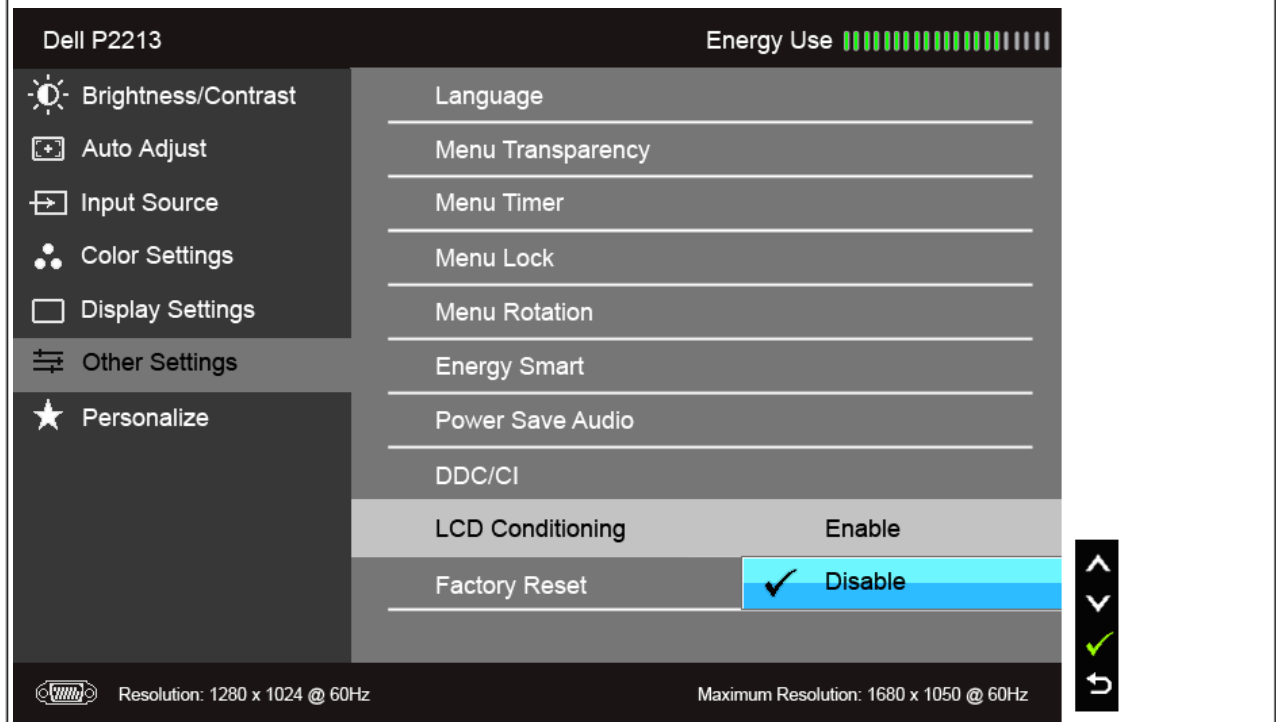 Dell P2213
Energy Use
Brightness/Contrast
Auto Adjust
Input Source
Color Settings
Display Settings
Other Settings
Personalize
Language
Menu Transparency
Menu Timer
Menu Lock
Menu Rotation
Energy Smart
Power Save Audio
DDC/CI
LCD Conditioning Enable
Factory Reset Disable
Resolution: 1280 x 1024 @ 60Hz
Maximum Resolution: 1680 x 1050 @ 60Hz